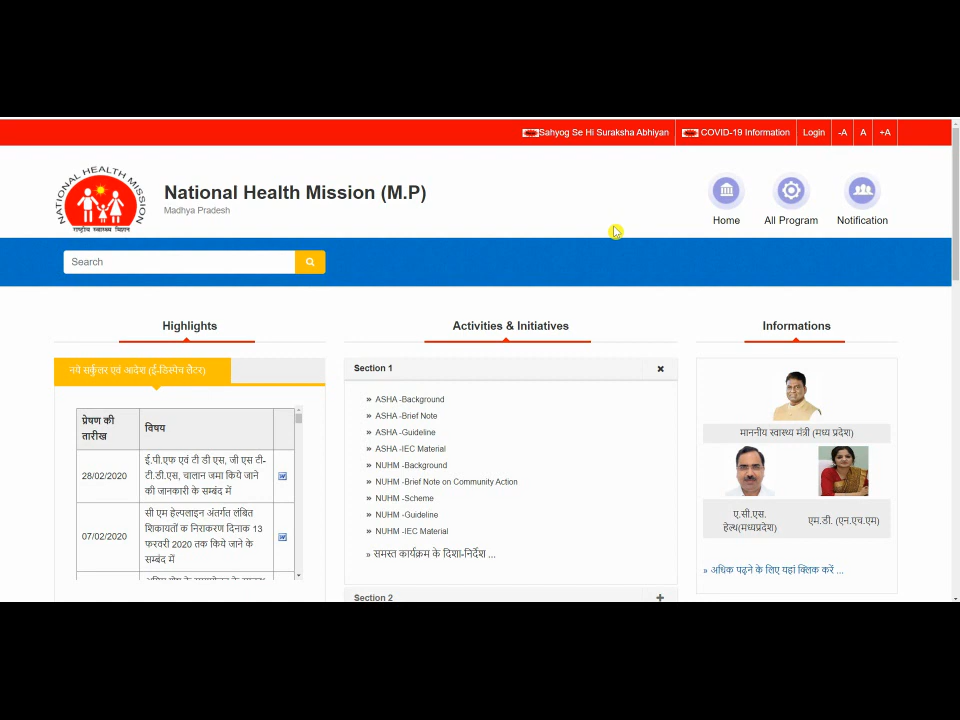 Sahyog Se Hi Suraksha Abhiyan
COVID-19 Information
Login
-A
A
+A
NATIONAL HEALTH MISSION
राष्ट्रीय स्वास्थ्य मिशन
National Health Mission (M.P)
Madhya Pradesh
Home
All Program
Notification
Search
Highlights
नये सर्कुलर एवं आदेश (ई-डिस्पेच लैटर)
प्रेषण की
तारीख
विषय
28/02/2020
ई.पी.एफ एवं टी डी एस, जी एस टी-
टी.डी.एस, चालान जमा किये जाने
की जानकारी के सम्बंद में
07/02/2020
सी एम हेल्पलाइन अंतर्गत लंबित
शिकायतों क निराकरण दिनाक 13
फरवरी 2020 तक किये जाने के
सम्बंद में
Activities & Initiatives
Section 1
» ASHA -Background
» ASHA -Brief Note
» ASHA -Guideline
» ASHA -IEC Material
» NUHM -Background
» NUHM -Brief Note on Community Action
» NUHM -Scheme
» NUHM -Guideline
» NUHM -IEC Material
» समस्त कार्यक्रम के दिशा-निर्देश ...
Section 2
Informations
माननीय स्वास्थ्य मंत्री (मध्य प्रदेश)
ए.सी.एस.
हेल्थ(मध्यप्रदेश)
एम.डी. (एन.एच.एम)
» अधिक पढ़ने के लिए यहां क्लिक करें ...